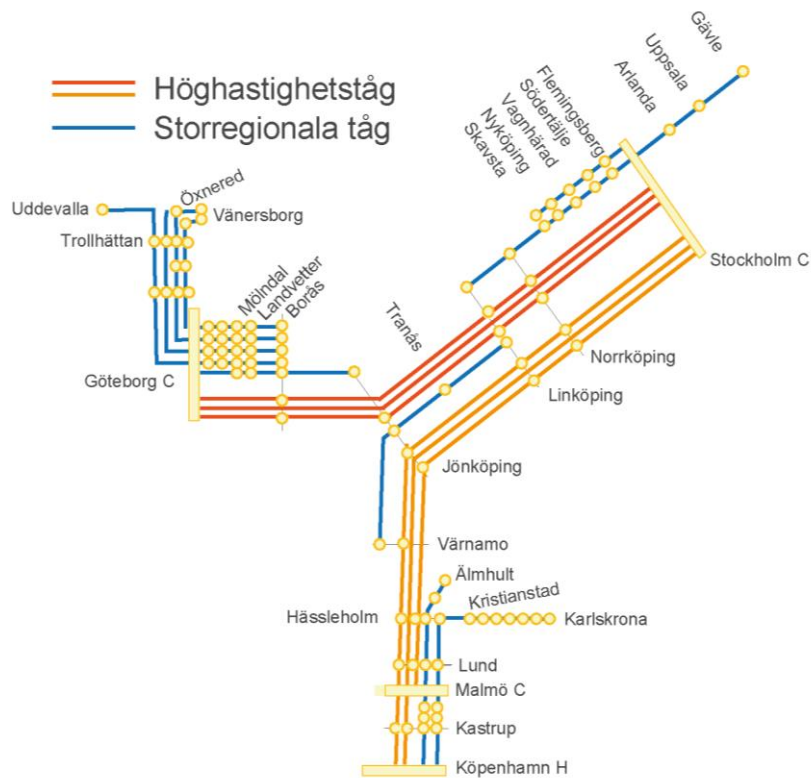 Höghastighetståg
Storregionala tåg
Gävle
Uppsala
Arlanda
Flemingsberg
Södertälje
Vagnhärad
Nyköping
Skavsta
Stockholm C
Uddevalla
Öxnered
Vänersborg
Trollhättan
Mölndal
Landvetter
Borås
Göteborg C
Tranås
Norrköping
Linköping
Jönköping
Värnamo
Älmhult
Kristianstad
Hässleholm
Karlskrona
Lund
Malmö C
Kastrup
Köpenhamn H